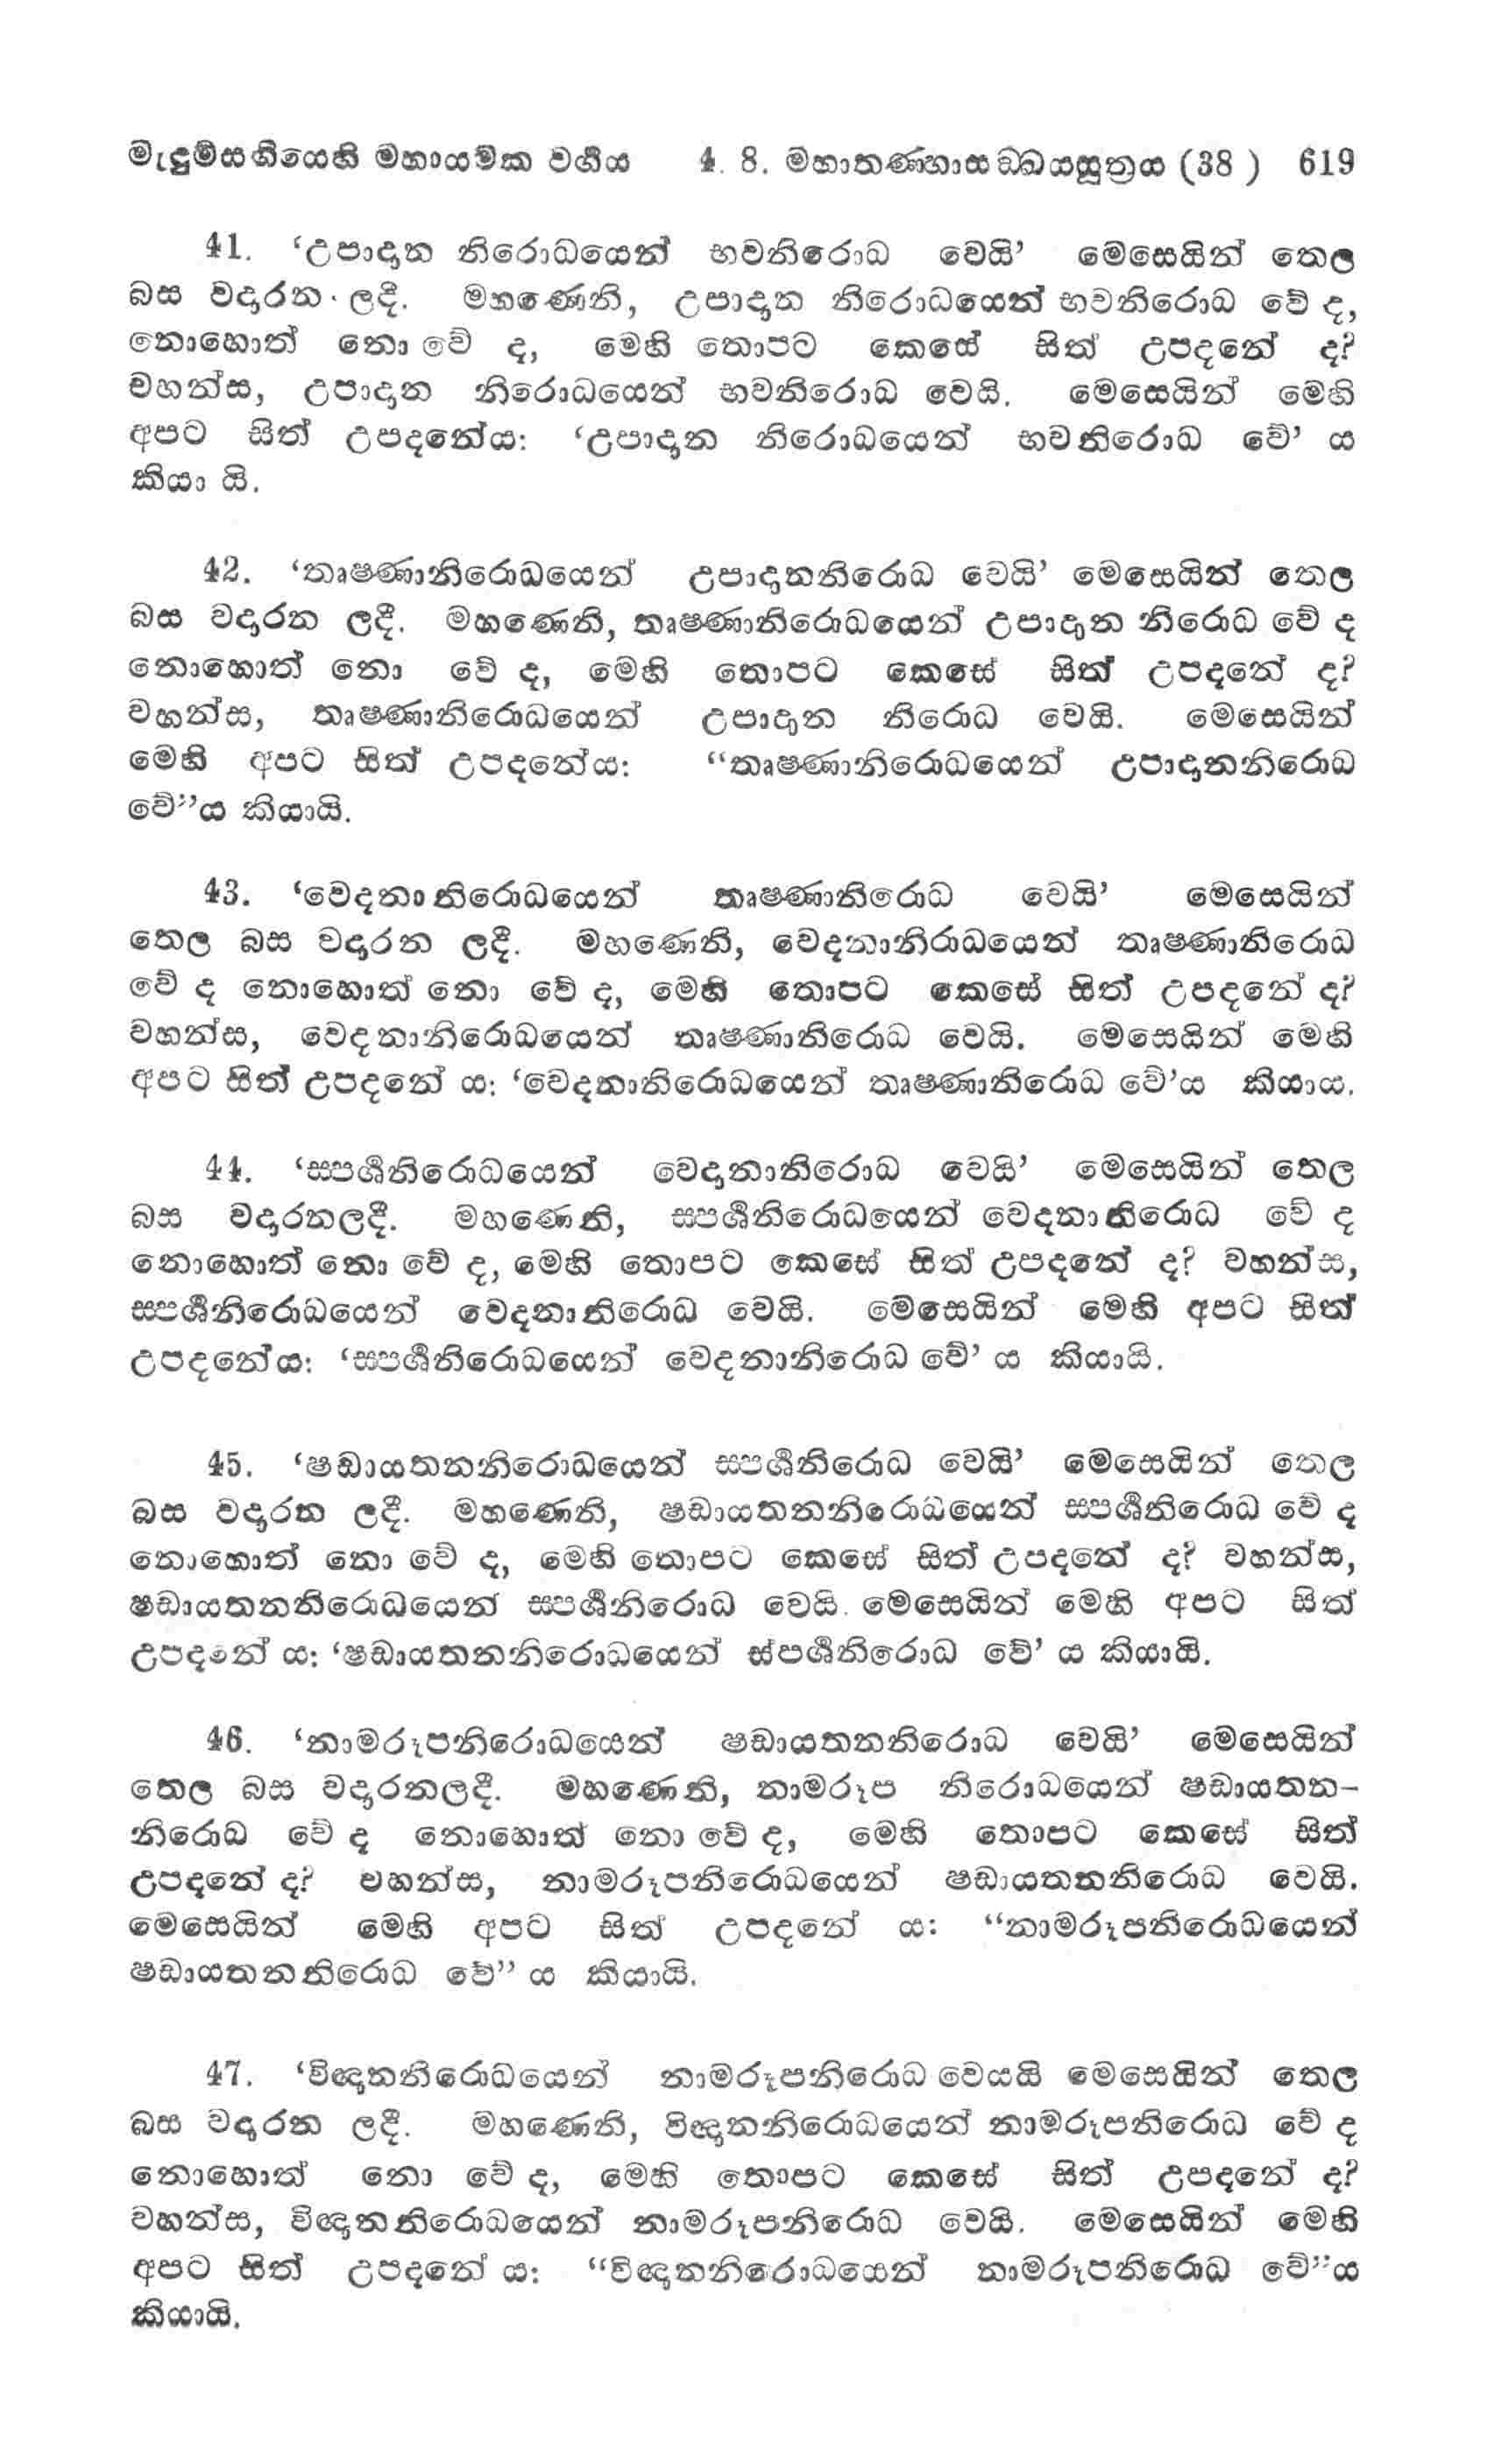 මැඳුම්සඟියෙහි මහායමක වර්‍ගය 4. 8. මහාතණ්හාසඞ්ඛයසූත්‍රය (38) 619
41. ‘උපාදාන නිරොධයෙන් භවනිරොධ වෙයි’ මෙසෙයින් තෙල
බස වදාරන ලදී. මහණෙනි, උපාදාන නිරොධයෙන් භවනිරොධ වේ ද,
නොහොත් නො වේ ද, මෙහි තොපට කෙසේ සිත් උපදනේ ද?
වහන්ස, උපාදාන නිරොධයෙන් භවනිරොධ වෙයි. මෙසෙයින් මෙහි
අපට සිත් උපදනේය: ‘උපාදාන නිරොධයෙන් භවනිරොධ වේ’ ය
කියා යි.
42. ‘තෘෂ්ණානිරොධයෙන් උපාදානනිරොධ වෙයි’ මෙසෙයින් තෙල
බස වදාරන ලදී. මහණෙනි, තෘෂ්ණානිරොධයෙන් උපාදාන නිරොධ වේ ද
නොහොත් නො වේ ද, මෙහි තොපට කෙසේ සිත් උපදනේ ද?
වහන්ස, තෘෂ්ණානිරොධයෙන් උපාදාන නිරොධ වෙයි. මෙසෙයින්
මෙහි අපට සිත් උපදනේය: “තෘෂ්ණානිරොධයෙන් උපාදානනිරොධ
වේ”ය කියායි.
43. ‘වෙදනානිරොධයෙන් තෘෂ්ණානිරොධ වෙයි’ මෙසෙයින්
තෙල බස වදාරන ලදී. මහණෙනි, වෙදනානිරාධයෙන් තෘෂ්ණානිරොධ
වේ ද නොහොත් නො වේ ද, මෙහි තොපට කෙසේ සිත් උපදනේ ද?
වහන්ස, වෙදනානිරොධයෙන් තෘෂ්ණානිරොධ වෙයි. මෙසෙයින් මෙහි
අපට සිත් උපදනේ ය: ‘වෙදනානිරොධයෙන් තෘෂ්ණානිරොධ වේ’ය කියාය.
44. ‘ස්පර්‍ශනිරොධයෙන් වෙදානානිරොධ වෙයි’ මෙසෙයින් තෙල
බස වදාරනලදී. මහණෙනි, ස්පර්‍ශනිරොධයෙන් වෙදනානිරොධ වේ ද
නොහොත් නො වේ ද, මෙහි තොපට කෙසේ සිත් උපදනේ ද? වහන්ස,
ස්පර්‍ශනිරොධයෙන් වෙදනානිරොධ වෙයි. මෙසෙයින් මෙහි අපට සිත්
උපදනේය: ‘ස්පර්‍ශනිරොධයෙන් වෙදනානිරොධ වේ’ ය කියායි.
45. ‘ෂඩායතනනිරොධයෙන් ස්පර්‍ශනිරොධ වෙයි’ මෙසෙයින් තෙල
බස වදාරන ලදී. මහණෙනි, ෂඩායතනනිරොධයෙන් ස්පර්‍ශනිරොධ වේ ද
නොහොත් නො වේ ද, මෙහි තොපට කෙසේ සිත් උපදනේ ද? වහන්ස,
ෂඩායතනනිරොධයෙන් ස්පර්‍ශනිරොධ වෙයි. මෙසෙයින් මෙහි අපට සිත්
උපදනේ ය: ‘ෂඩායතනනිරොධයෙන් ස්පර්‍ශනිරොධ වේ’ ය කියායි.
46. ‘නාමරූපනිරොධයෙන් ෂඩායතනනිරොධ වෙයි’ මෙසෙයින්
තෙල බස වදාරනලදී. මහණෙනි, නාමරූප නිරොධයෙන් ෂඩායතන–
නිරොධ වේ ද නොහොත් නො වේ ද, මෙහි තොපට කෙසේ සිත්
උපදනේ ද? වහන්ස, නාමරූපනිරොධයෙන් ෂඩායතනනිරොධ වෙයි.
මෙසෙයින් මෙහි අපට සිත් උපදනේ ය: “නාමරූපනිරොධයෙන්
ෂඩායතනනිරොධ වේ” ය කියායි.
47. ‘විඥානනිරොධයෙන් නාමරූපනිරොධ වෙයයි මෙසෙයින් තෙල
බස වදාරන ලදී. මහණෙනි, විඥානනිරොධයෙන් නාමරූපනිරොධ වේ ද
නොහොත් නො වේ ද, මෙහි තොපට කෙසේ සිත් උපදනේ ද?
වහන්ස, විඥානනිරොධයෙන් නාමරූපනිරොධ වෙයි. මෙසෙයින් මෙහි
අපට සිත් උපදනේ ය: “විඥානනිරොධයෙන් නාමරූපනිරොධ වේ”ය
කියායි.